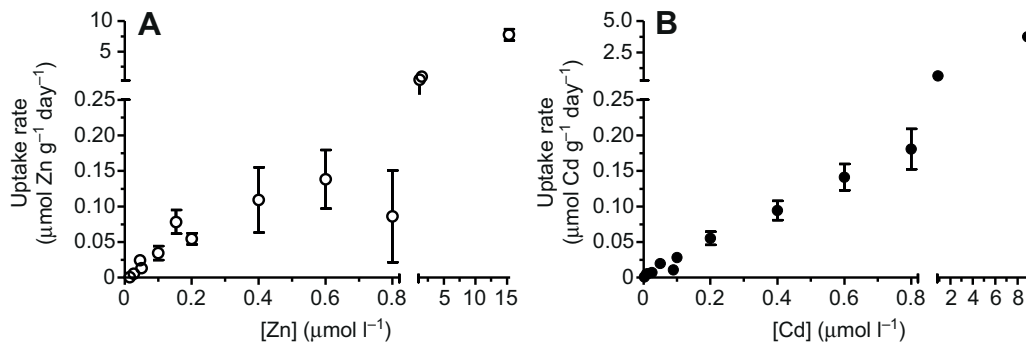 A
10
5
0.25
0.20
0.15
0.10
0.05
0
Uptake rate
(μmol Zn g⁻¹ day⁻¹)
0 0.2 0.4 0.6 0.8 5 10 15
[Zn] (μmol l⁻¹)
B
5.0
2.5
0.25
0.20
0.15
0.10
0.05
0
Uptake rate
(μmol Cd g⁻¹ day⁻¹)
0 0.2 0.4 0.6 0.8 2 4 6 8
[Cd] (μmol l⁻¹)